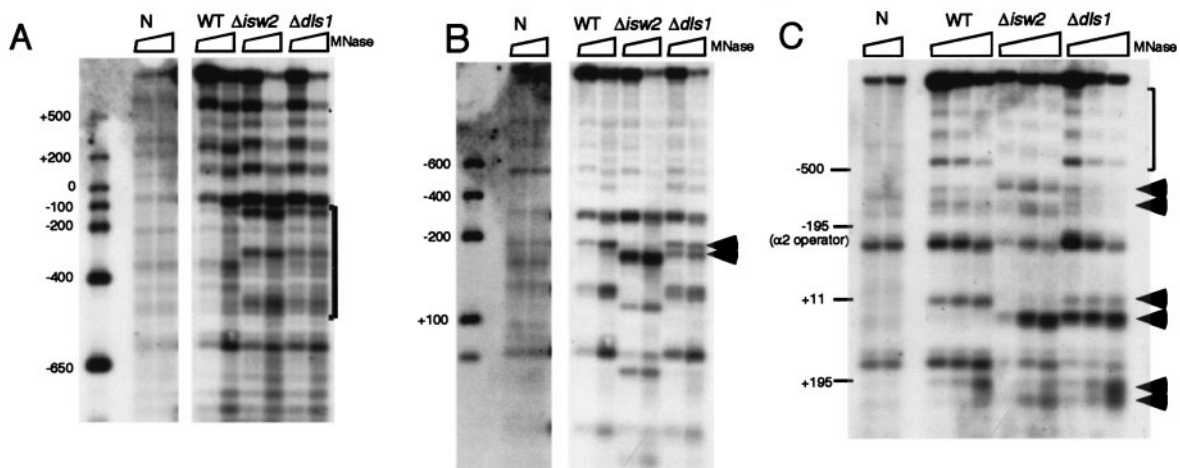 A
N
WT Δisw2 Δdls1
MNase
+500
+200
0
-100
-200
-400
-650
B
N
WT Δisw2 Δdls1
MNase
-600
-400
-200
+100
C
N
WT Δisw2 Δdls1
MNase
-500
-195
(α2 operator)
+11
+195